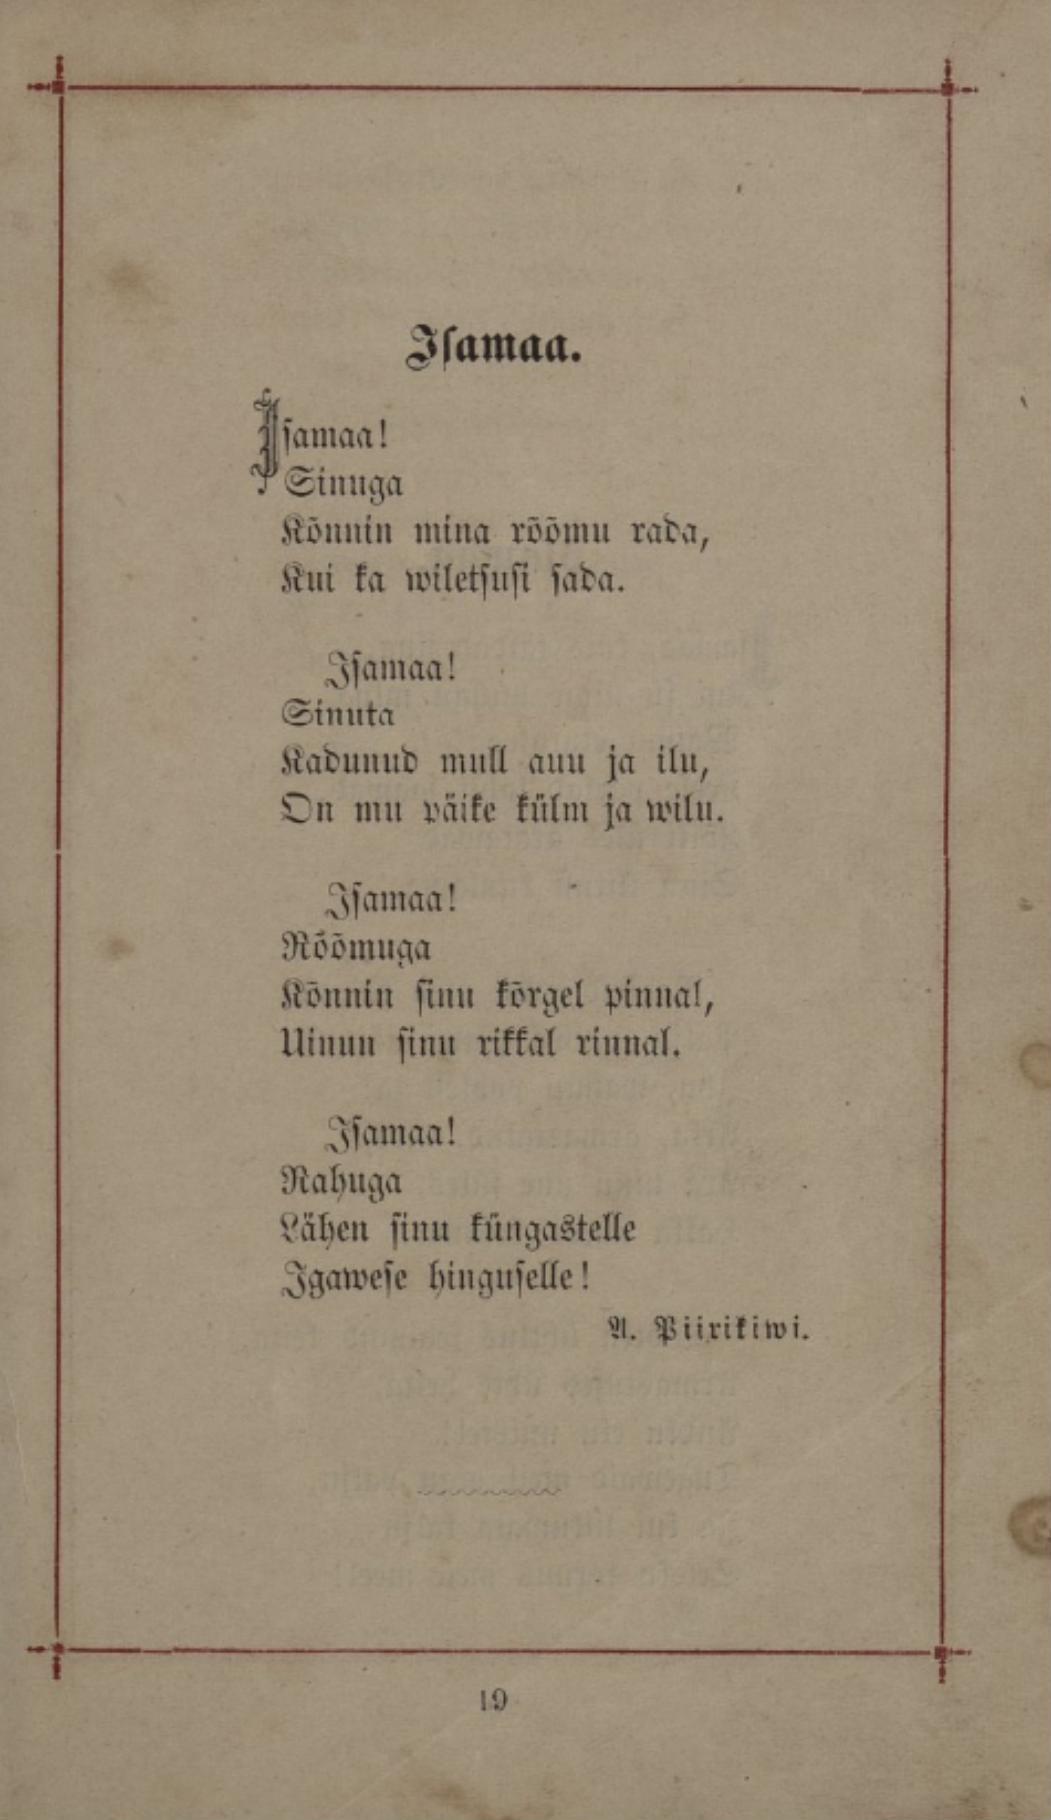 Isamaa.
Isamaa!
Sinuga
Kõnnin mina rõõmu rada,
Kui ka wiletsusi sada.
Isamaa!
Sinuta
Kadunud mull auu ja ilu,
On mu päike külm ja wilu.
Isamaa!
Rõõmuga
Kõnnin sinu kõrgel pinnal,
Uinun sinu rikkal rinnal.
Isamaa!
Rahuga
Lähen sinu küngastelle
Igawese hinguselle!
A. Piirikiwi.
19